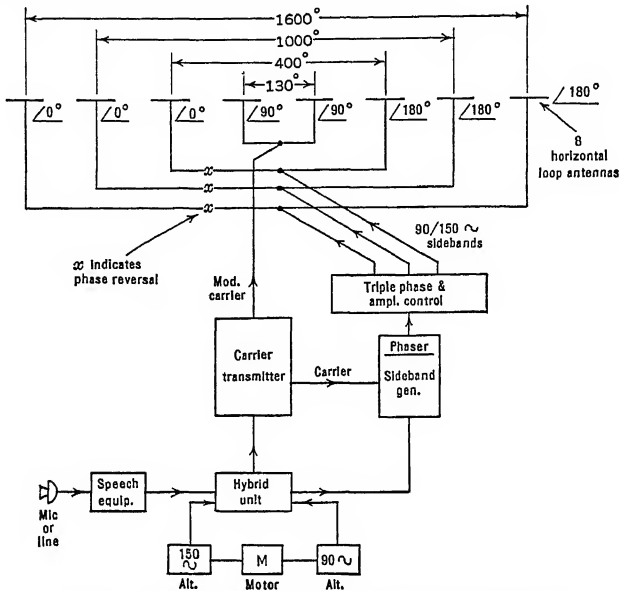 1600°
1000°
400°
130°
∠0° ∠0° ∠0° ∠90° ∠90° ∠180° ∠180° ∠180°
8
horizontal
loop antennas
x
x
x
90/150 ~
sidebands
x Indicates
phase reversal
Mod.
carrier
Triple phase &
ampl. control
Carrier
transmitter
Carrier
Phaser
Sideband
gen.
Mic
or
line
Speech
equip.
Hybrid
unit
150
~
M
90 ~
Alt.
Motor
Alt.